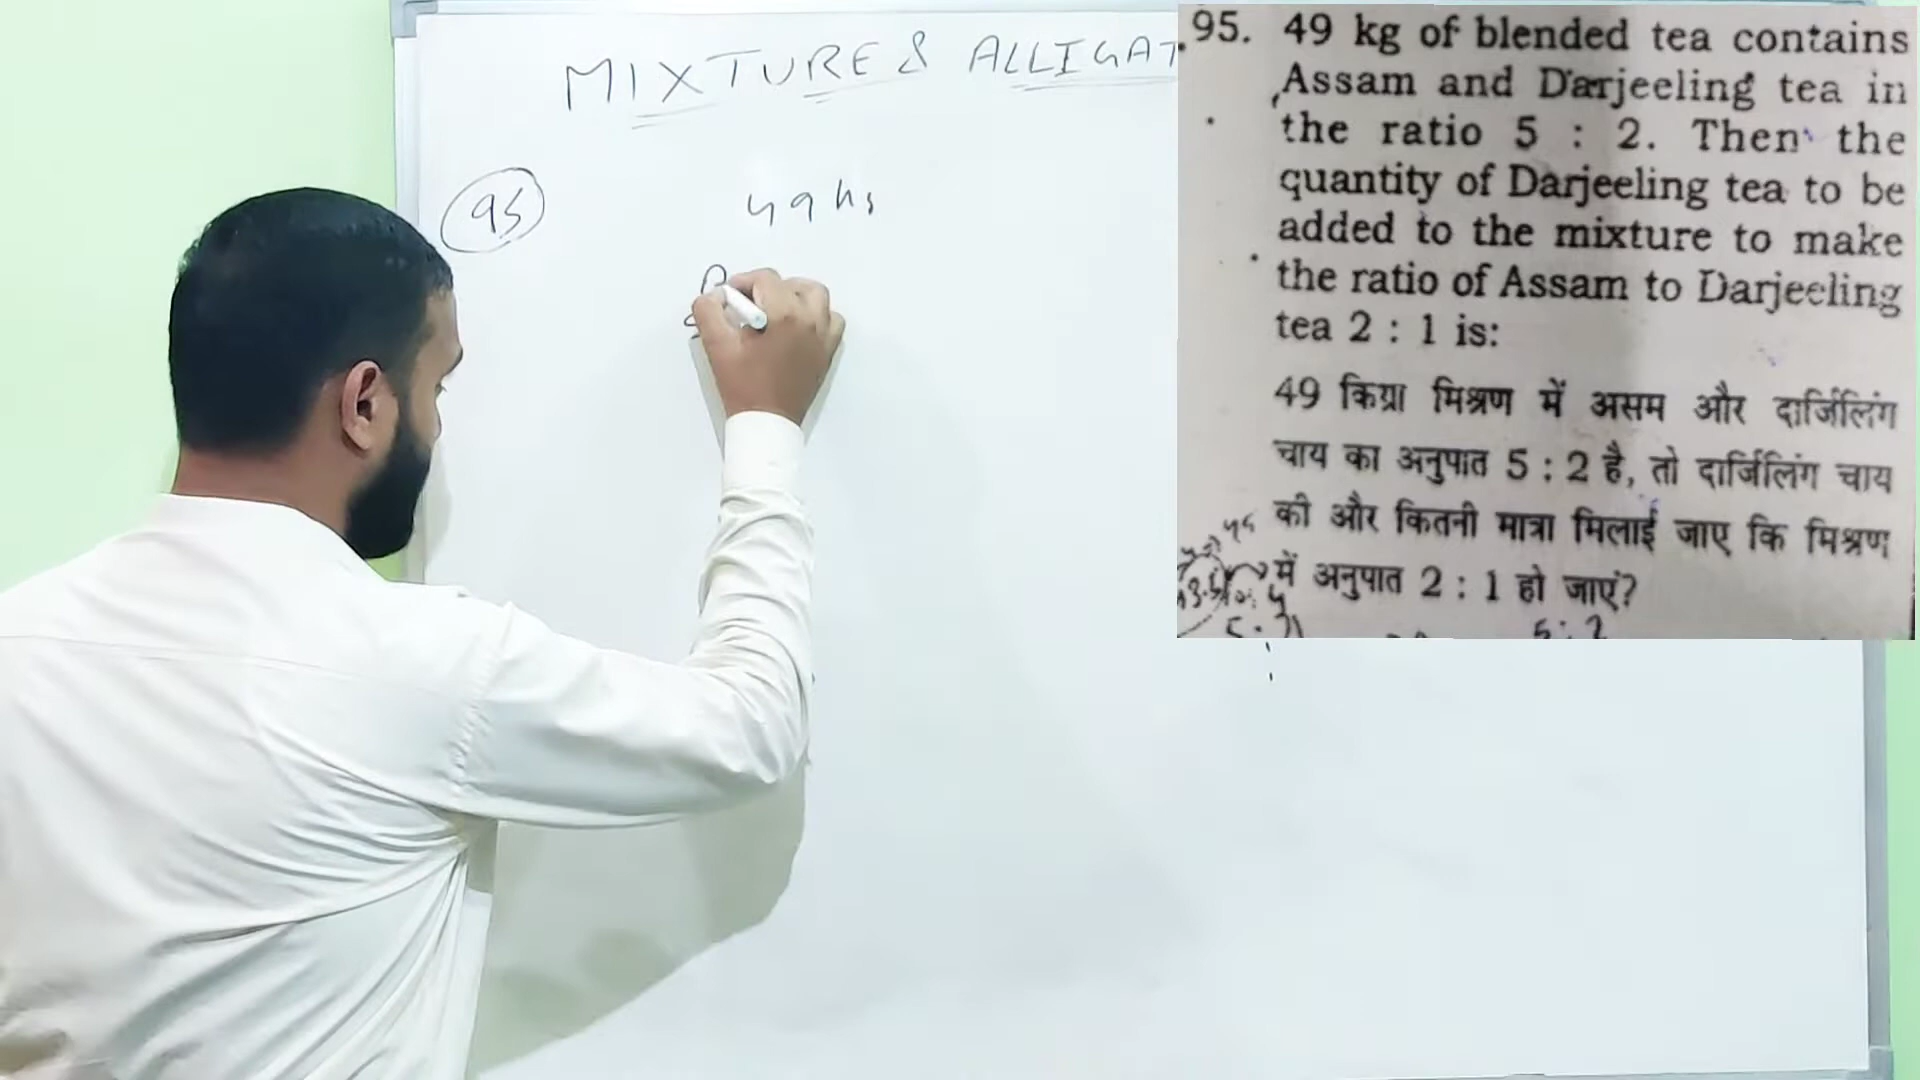 MIXTURE & ALLIGAT
95
49 kg
95. 49 kg of blended tea contains
Assam and Darjeeling tea in
the ratio 5 : 2. Then the
quantity of Darjeeling tea to be
added to the mixture to make
the ratio of Assam to Darjeeling
tea 2 : 1 is:
49 किग्रा मिश्रण में असम और दार्जिलिंग
चाय का अनुपात 5 : 2 है, तो दार्जिलिंग चाय
की और कितनी मात्रा मिलाई जाए कि मिश्रण
में अनुपात 2 : 1 हो जाएं?
5 : 2